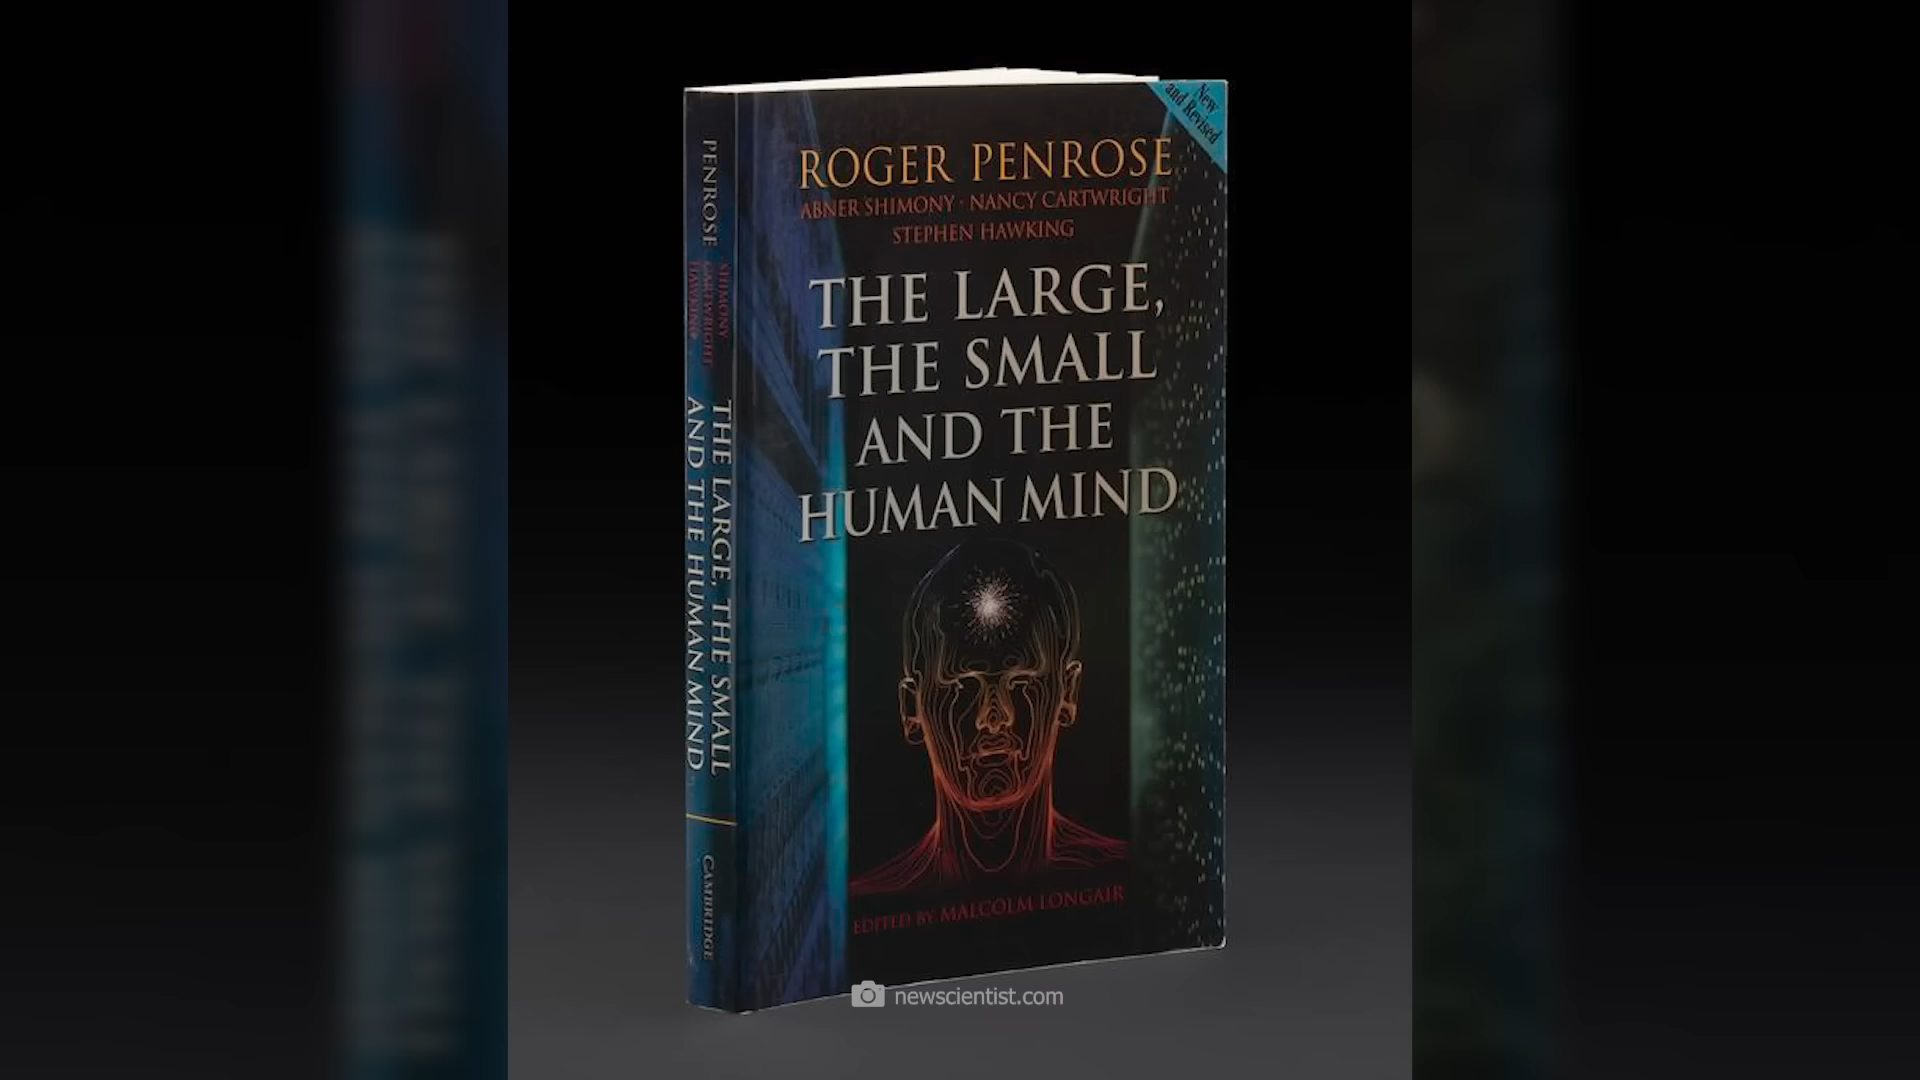 PENROSE
SHIMONY
CARTWRIGHT
HAWKING
THE LARGE, THE SMALL
AND THE HUMAN MIND
CAMBRIDGE
New
and Revised
ROGER PENROSE
ABNER SHIMONY · NANCY CARTWRIGHT
STEPHEN HAWKING
THE LARGE,
THE SMALL
AND THE
HUMAN MIND
EDITED BY MALCOLM LONGAIR
newscientist.com